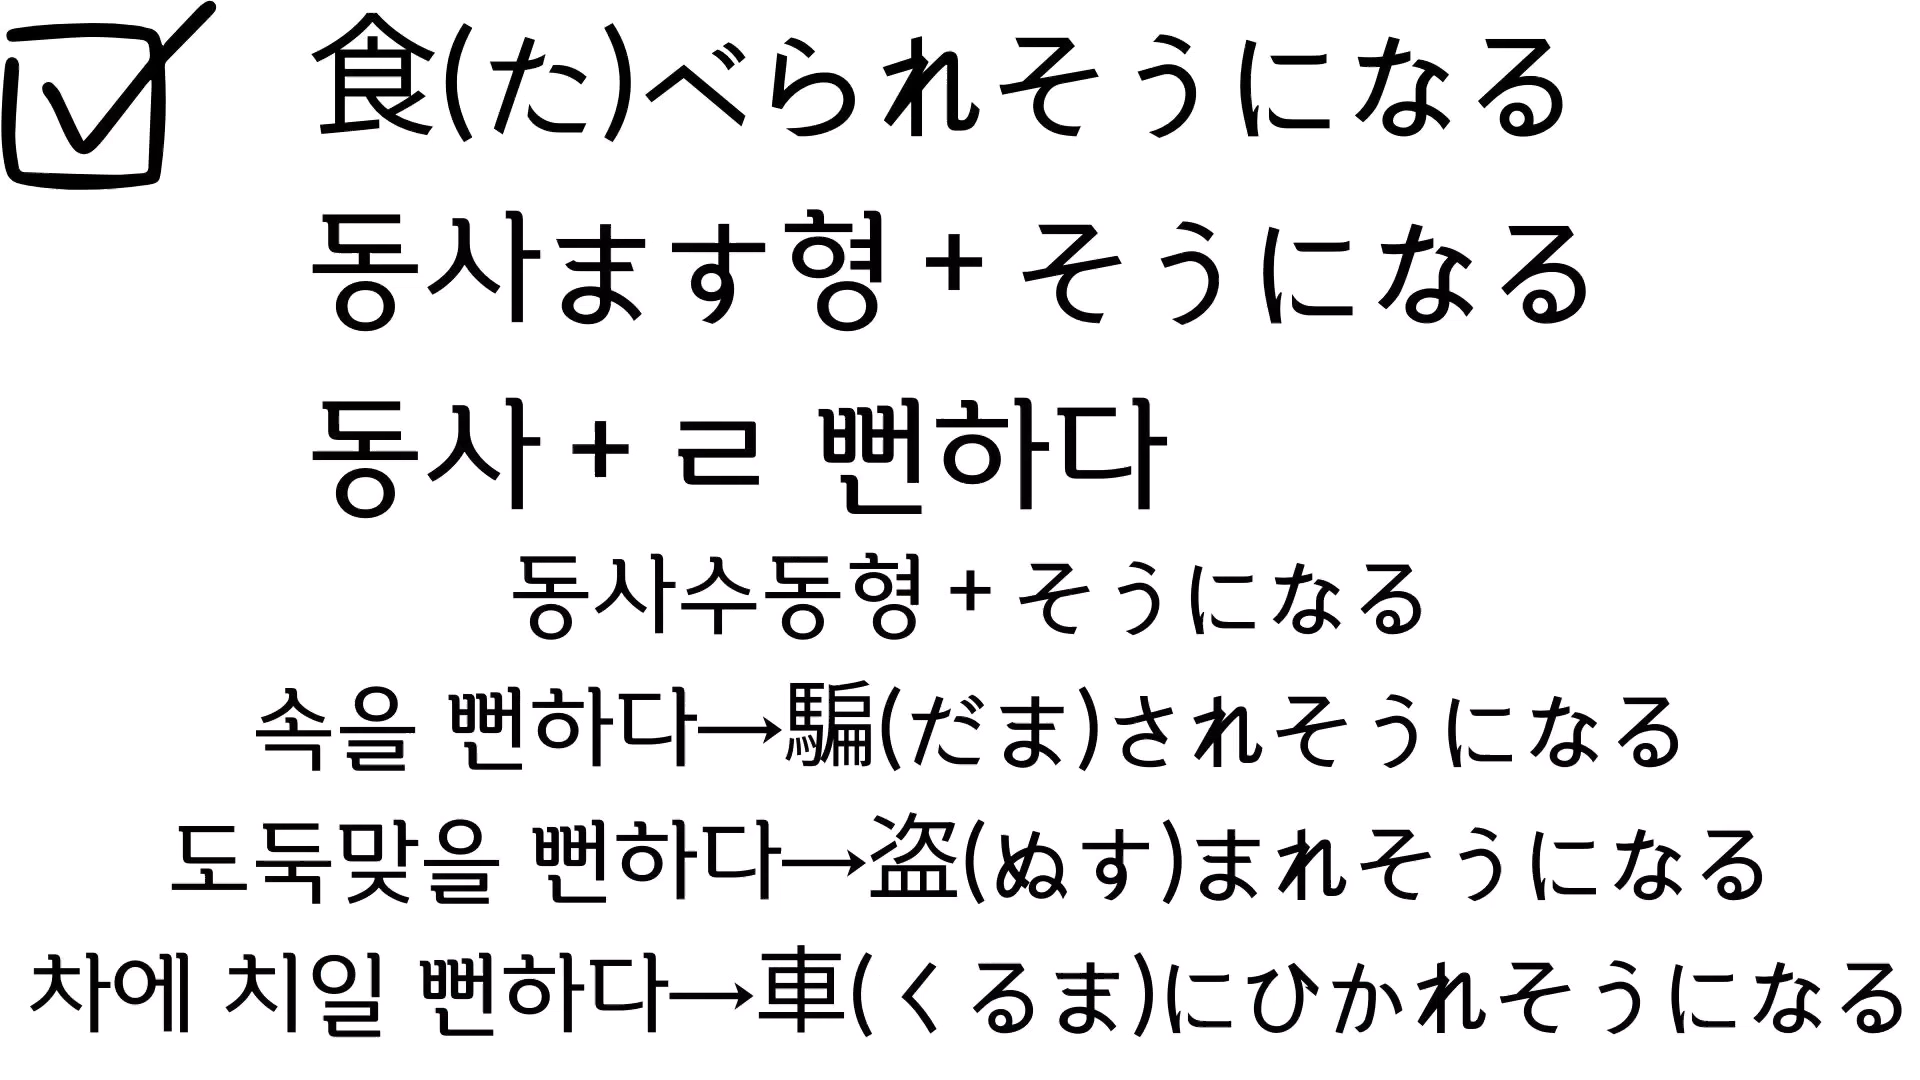 食(た)べられそうになる
동사ます형 + そうになる
동사 + ㄹ 뻔하다
동사수동형 + そうになる
속을 뻔하다→騙(だま)されそうになる
도둑맞을 뻔하다→盗(ぬす)まれそうになる
차에 치일 뻔하다→車(くるま)にひかれそうになる